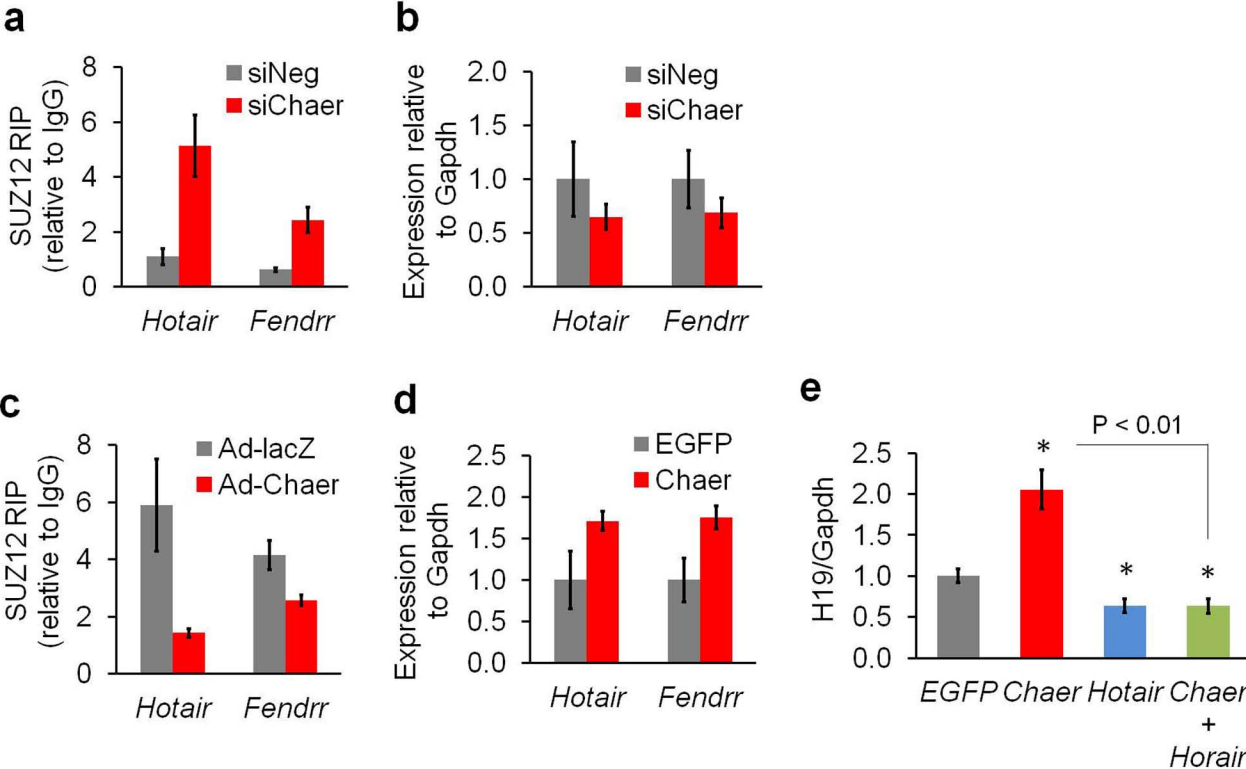 a
SUZ12 RIP
(relative to IgG)
8
6
4
2
0
siNeg
siChaer
Hotair Fendrr
b
Expression relative
to Gapdh
2.0
1.5
1.0
0.5
0.0
siNeg
siChaer
Hotair Fendrr
c
SUZ12 RIP
(relative to IgG)
8
6
4
2
0
Ad-lacZ
Ad-Chaer
Hotair Fendrr
d
Expression relative
to Gapdh
2.5
2.0
1.5
1.0
0.5
0.0
EGFP
Chaer
Hotair Fendrr
e
H19/Gapdh
2.5
2.0
1.5
1.0
0.5
0.0
P < 0.01
*
* *
EGFP Chaer Hotair Chaer
+
Horair